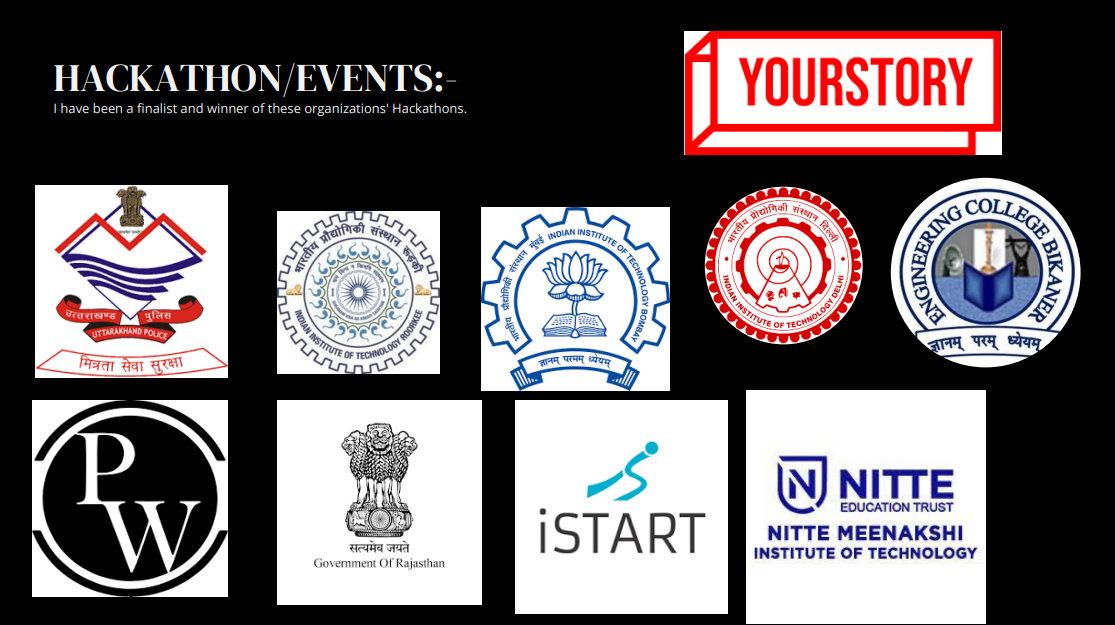 HACKATHON/EVENTS:-
I have been a finalist and winner of these organizations' Hackathons.
YOURSTORY
उत्तराखण्ड पुलिस
UTTARAKHAND POLICE
मित्रता सेवा सुरक्षा
भारतीय प्रौद्योगिकी संस्थान रुड़की
INDIAN INSTITUTE OF TECHNOLOGY ROORKEE
भारतीय प्रौद्योगिकी संस्थान मुंबई
INDIAN INSTITUTE OF TECHNOLOGY BOMBAY
ज्ञानम् परमम् ध्येयम्
भारतीय प्रौद्योगिकी संस्थान दिल्ली
INDIAN INSTITUTE OF TECHNOLOGY DELHI
ENGINEERING COLLEGE BIKANER
ज्ञानम् परम् ध्येयम्
PW
सत्यमेव जयते
Government Of Rajasthan
iSTART
N NITTE
EDUCATION TRUST
NITTE MEENAKSHI
INSTITUTE OF TECHNOLOGY